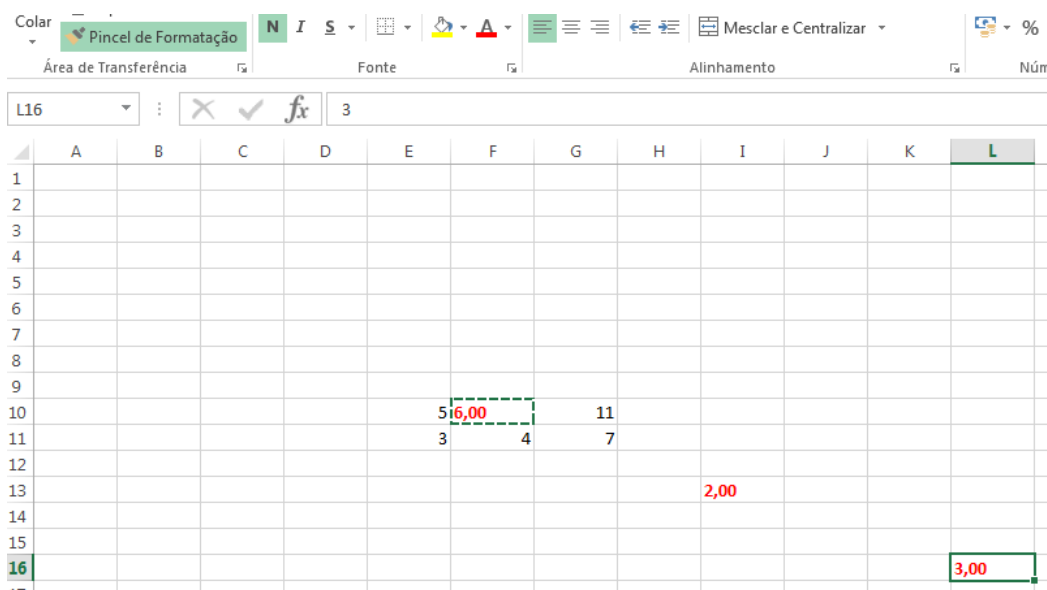 Colar
Pincel de Formatação N I S A Mesclar e Centralizar %
Área de Transferência Fonte Alinhamento Núm
L16 fx 3
A B C D E F G H I J K L
1
2
3
4
5
6
7
8
9
10 5 6,00 11
11 3 4 7
12
13 2,00
14
15
16 3,00